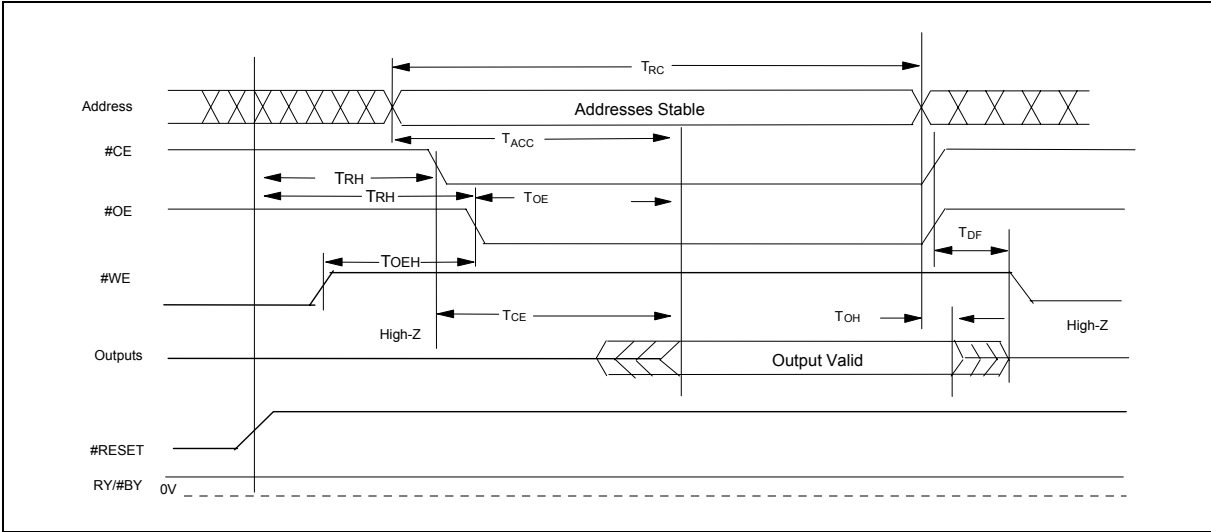 TRC
Address
Addresses Stable
TACC
#CE
TRH
TRH
TOE
#OE
TDF
TOEH
#WE
TCE
TOH
High-Z
High-Z
Outputs
Output Valid
#RESET
RY/#BY
0V